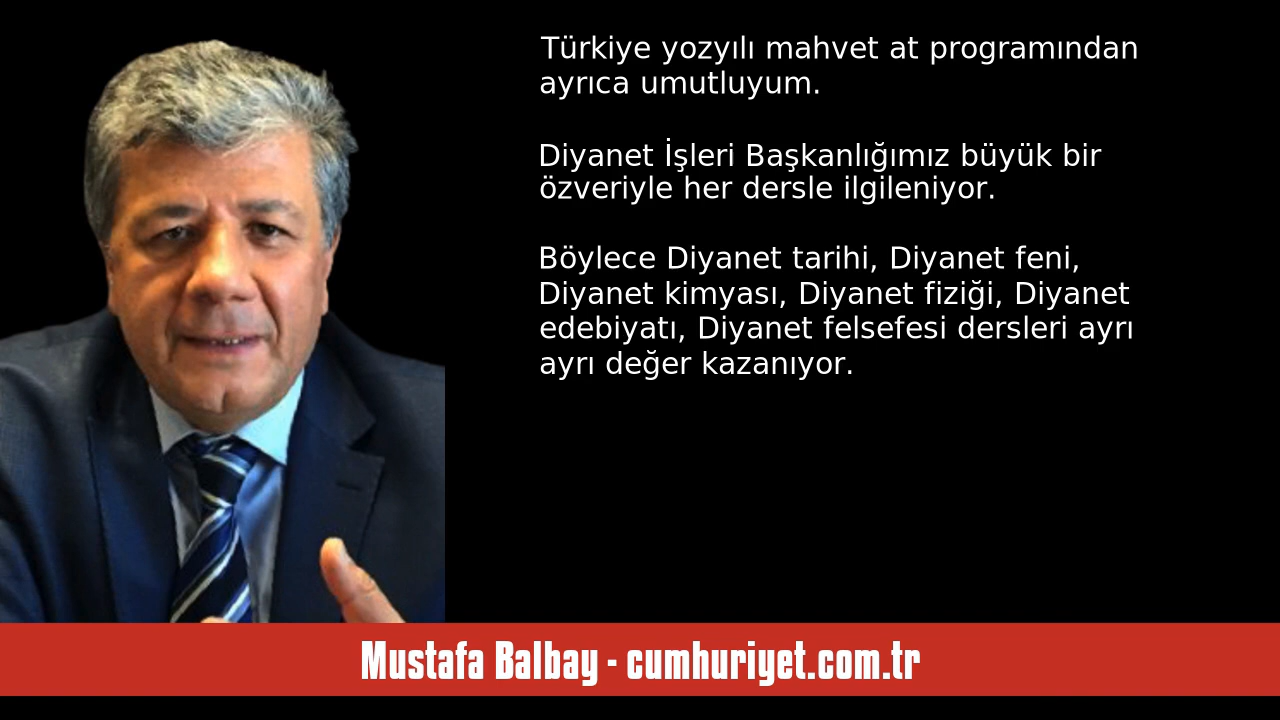 Türkiye yozyılı mahvet at programından
ayrıca umutluyum.
Diyanet İşleri Başkanlığımız büyük bir
özveriyle her dersle ilgileniyor.
Böylece Diyanet tarihi, Diyanet feni,
Diyanet kimyası, Diyanet fiziği, Diyanet
edebiyatı, Diyanet felsefesi dersleri ayrı
ayrı değer kazanıyor.
Mustafa Balbay - cumhuriyet.com.tr